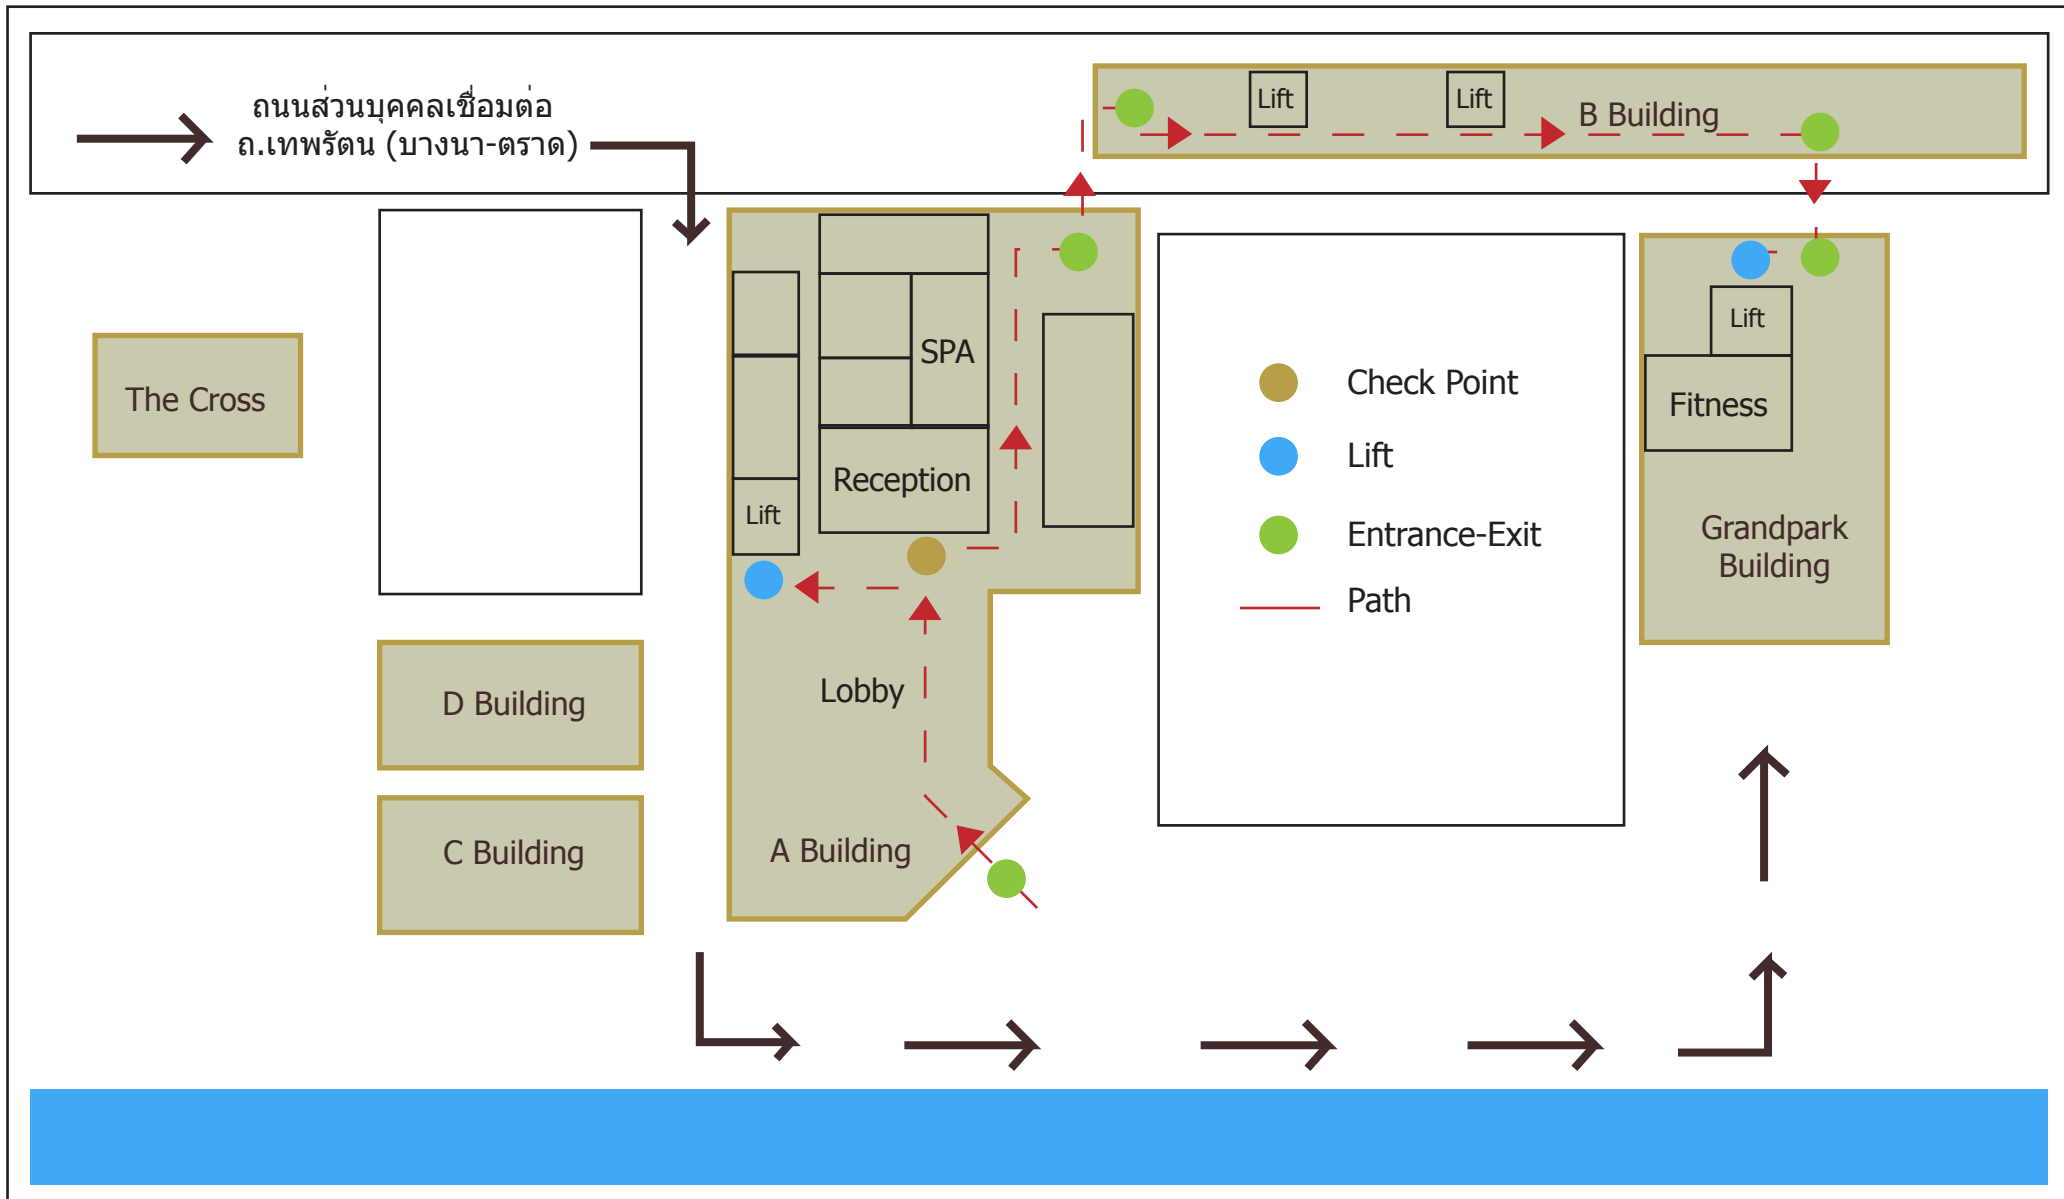 ถนนส่วนบุคคลเชื่อมต่อ
ถ.เทพรัตน (บางนา-ตราด)
Lift
Lift
B Building
The Cross
SPA
Reception
Lift
Lobby
A Building
D Building
C Building
Check Point
Lift
Entrance-Exit
Path
Lift
Fitness
Grandpark
Building